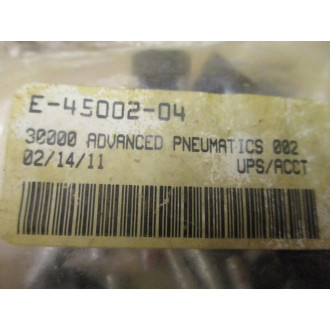 E-45002-04
30000 ADVANCED PNEUMATICS 002
02/14/11 UPS/ACCT